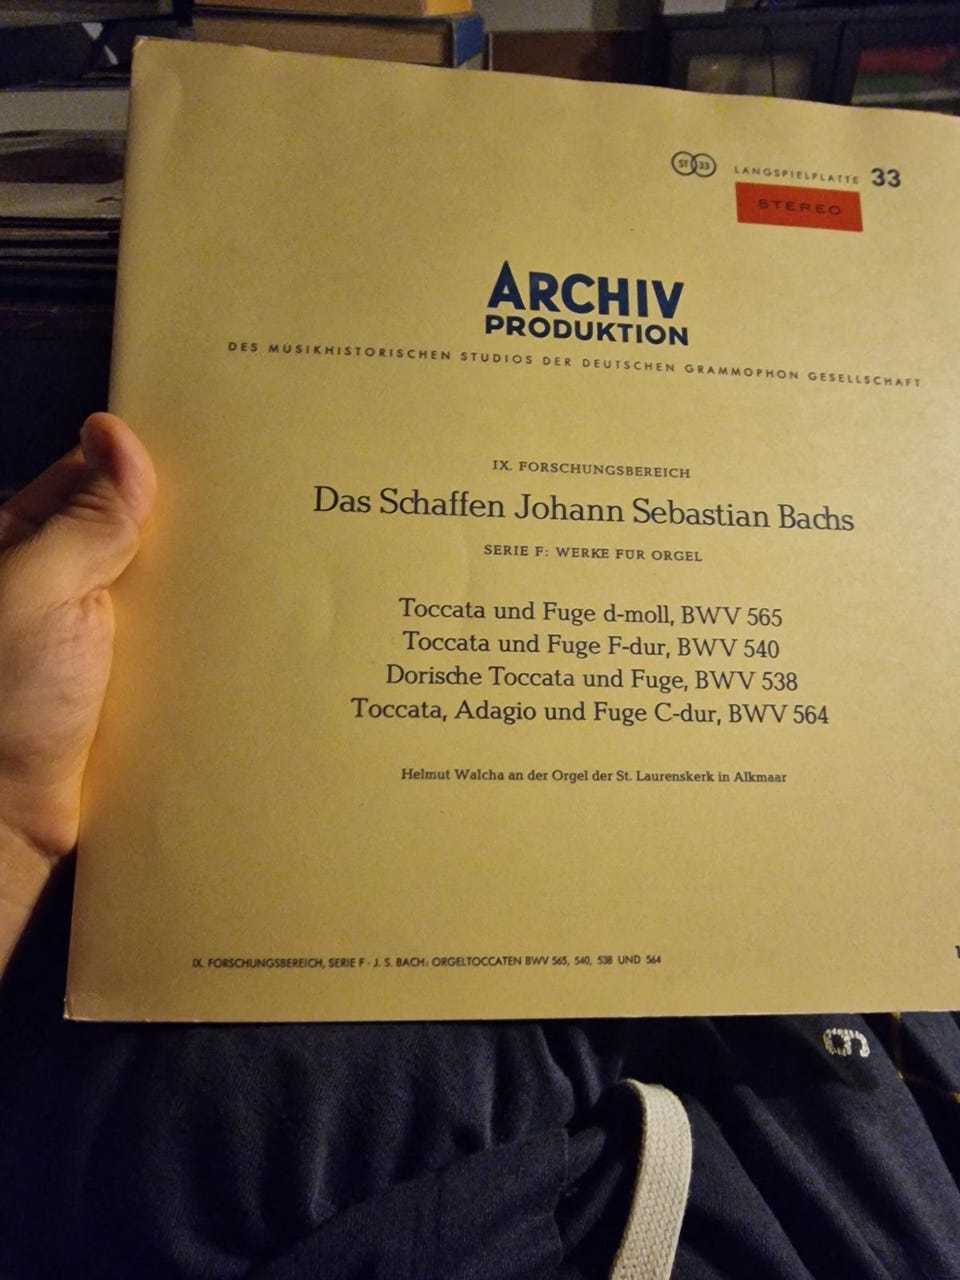 ST 33 LANGSPIELPLATTE 33
STEREO
ARCHIV
PRODUKTION
DES MUSIKHISTORISCHEN STUDIOS DER DEUTSCHEN GRAMMOPHON GESELLSCHAFT
IX. FORSCHUNGSBEREICH
Das Schaffen Johann Sebastian Bachs
SERIE F: WERKE FÜR ORGEL
Toccata und Fuge d-moll, BWV 565
Toccata und Fuge F-dur, BWV 540
Dorische Toccata und Fuge, BWV 538
Toccata, Adagio und Fuge C-dur, BWV 564
Helmut Walcha an der Orgel der St. Laurenskerk in Alkmaar
IX. FORSCHUNGSBEREICH, SERIE F · J. S. BACH: ORGELTOCCATEN BWV 565, 540, 538 UND 564